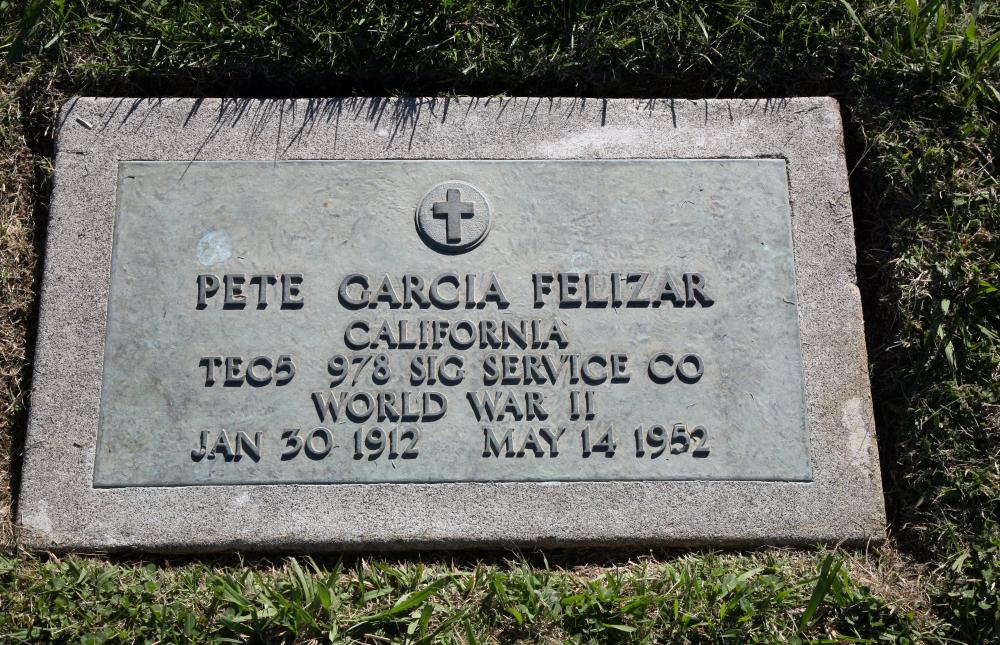 PETE GARCIA FELIZAR
CALIFORNIA
TEC5 978 SIG SERVICE CO
WORLD WAR II
JAN 30 1912 MAY 14 1952